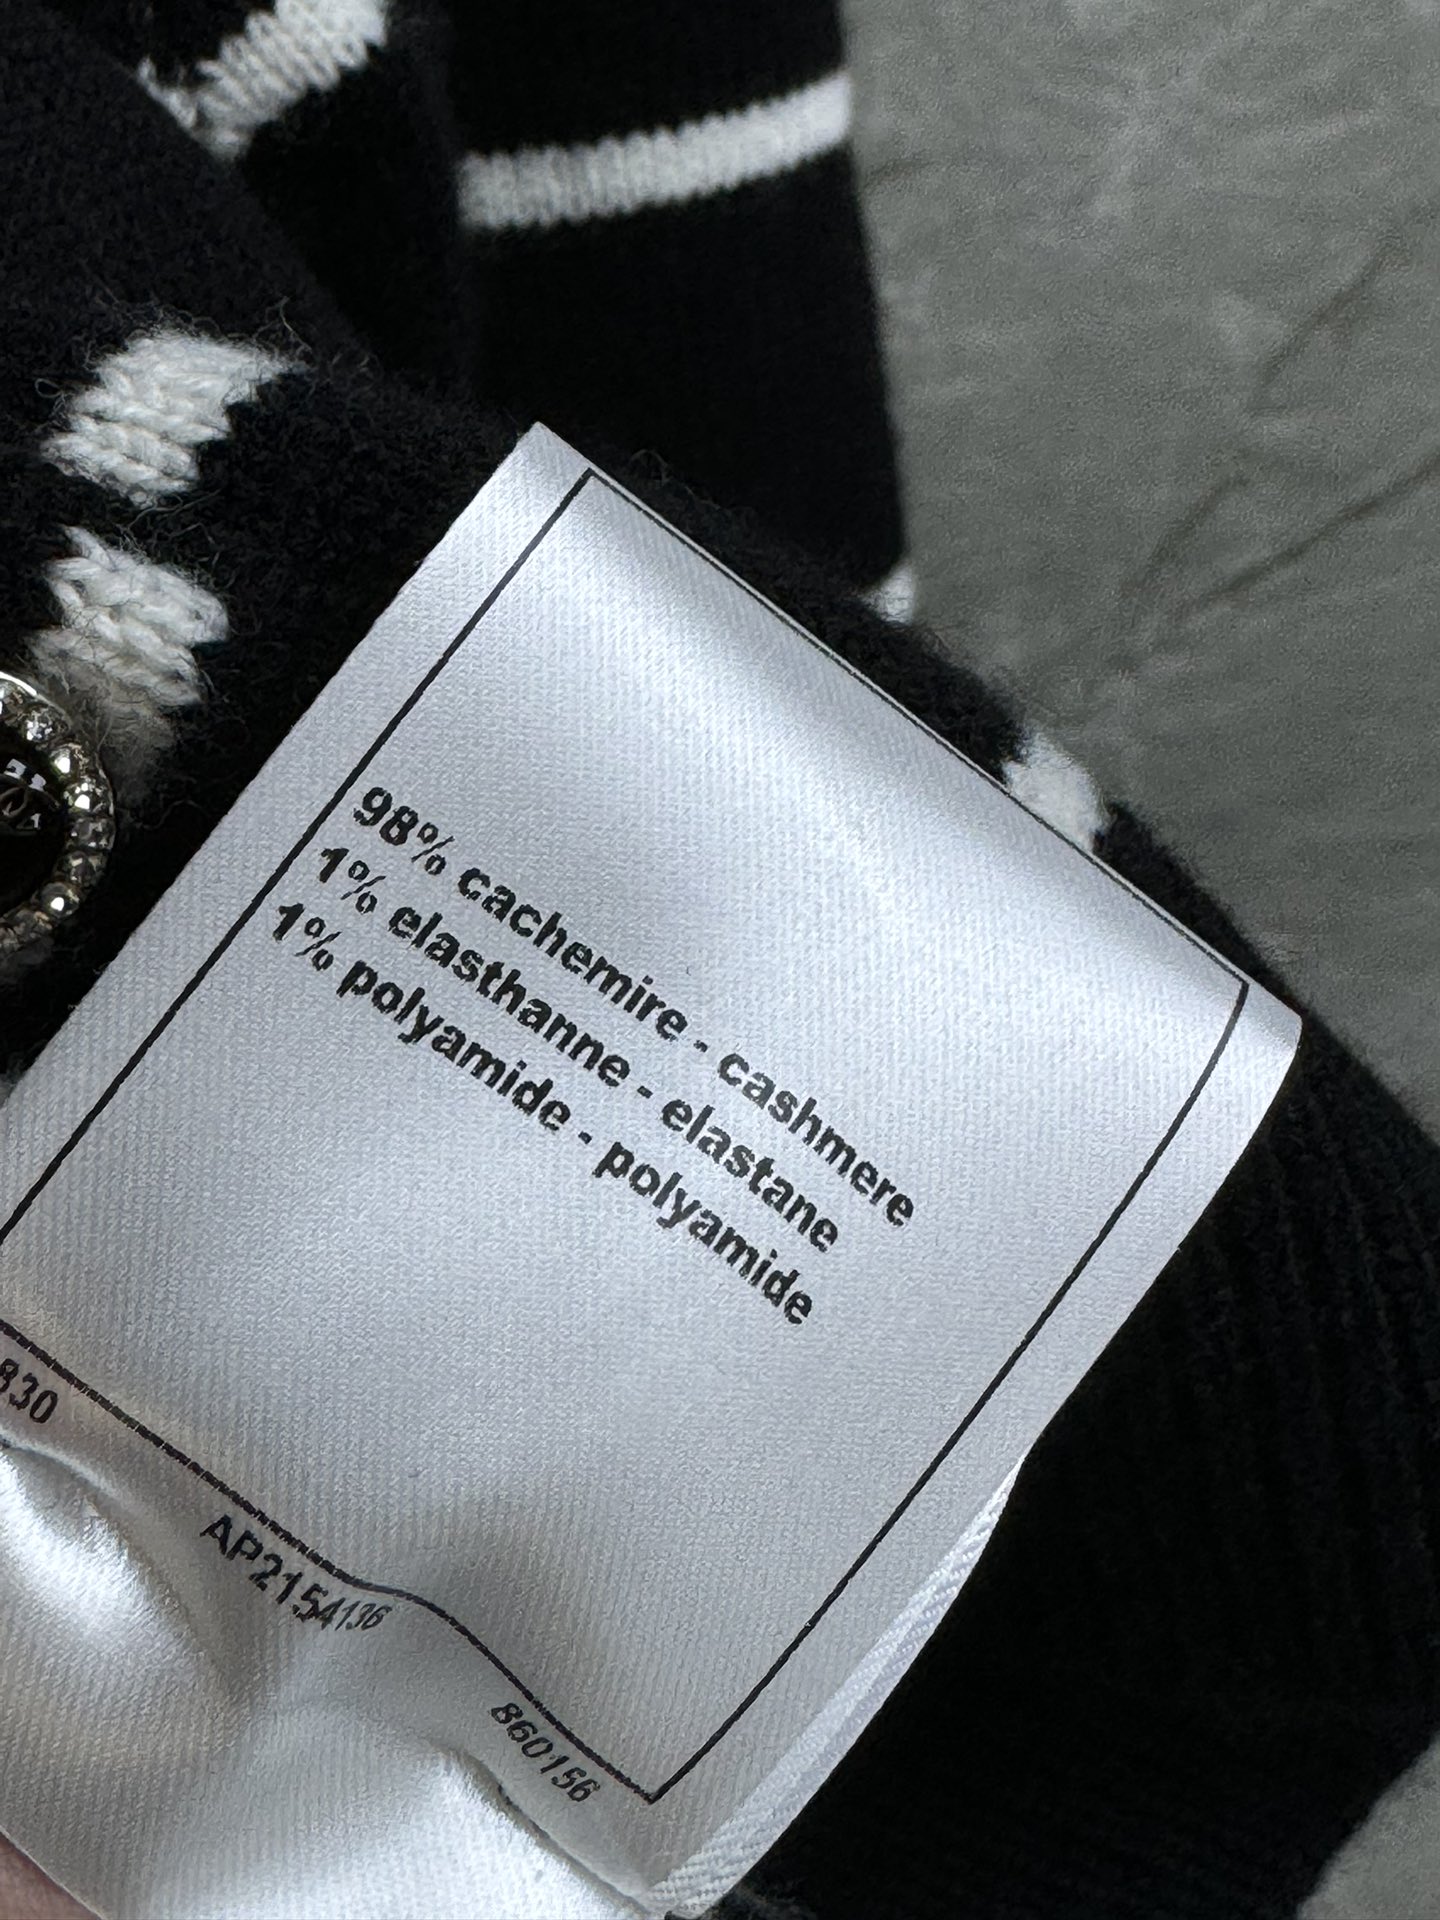 98% cachemire - cashmere
1% elasthanne - elastane
1% polyamide - polyamide
830
AP2154136
860156